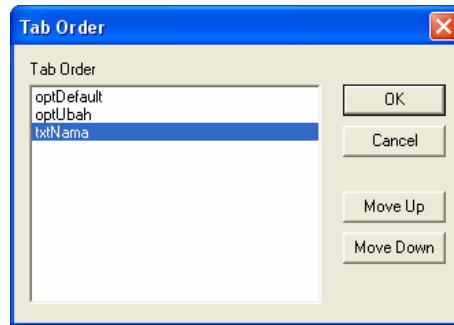 Tab Order
Tab Order
optDefault
optUbah
txtNama
OK
Cancel
Move Up
Move Down